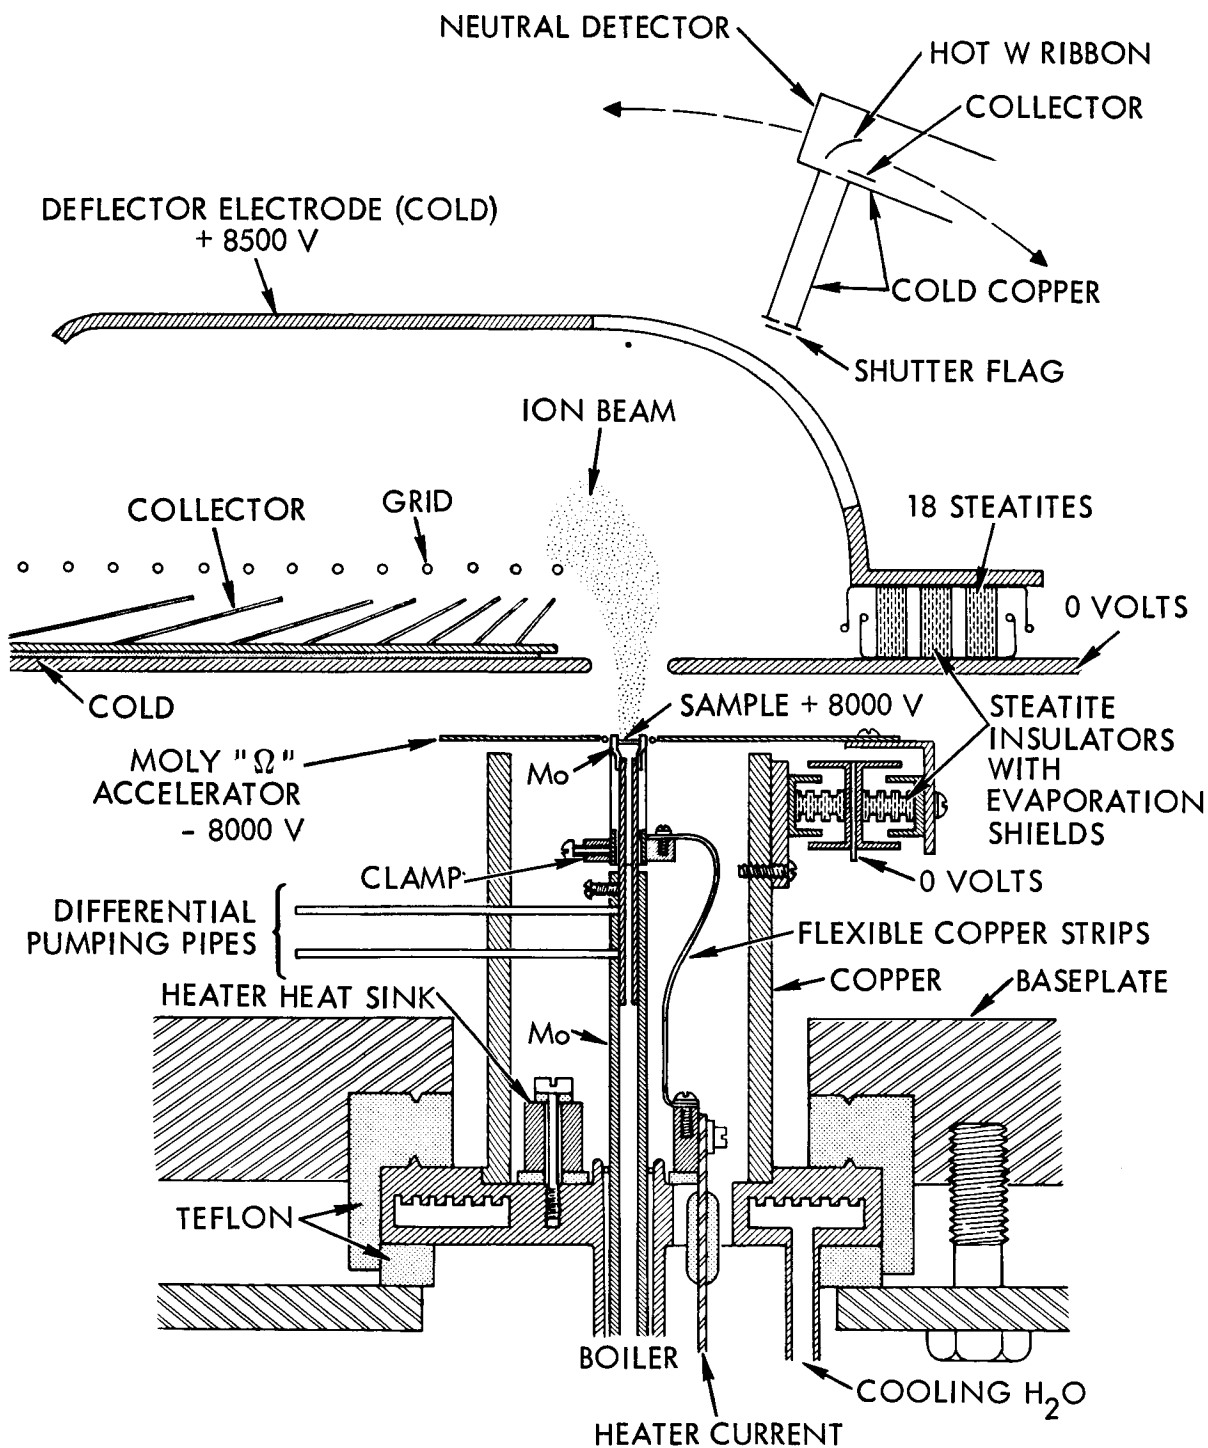 NEUTRAL DETECTOR
HOT W RIBBON
COLLECTOR
DEFLECTOR ELECTRODE (COLD)
+ 8500 V
COLD COPPER
SHUTTER FLAG
ION BEAM
COLLECTOR
GRID
18 STEATITES
0 VOLTS
COLD
SAMPLE + 8000 V
STEATITE
INSULATORS
WITH
EVAPORATION
SHIELDS
MOLY "Ω"
ACCELERATOR
- 8000 V
Mo
CLAMP
0 VOLTS
DIFFERENTIAL
PUMPING PIPES
FLEXIBLE COPPER STRIPS
HEATER HEAT SINK
COPPER
BASEPLATE
Mo
TEFLON
BOILER
COOLING H2O
HEATER CURRENT